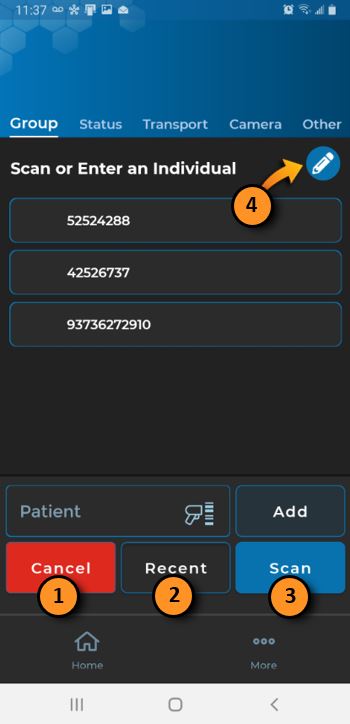 11:37
Group Status Transport Camera Other
Scan or Enter an Individual
4
52524288
42526737
93736272910
Patient Add
Cancel Recent Scan
1 2 3
Home More